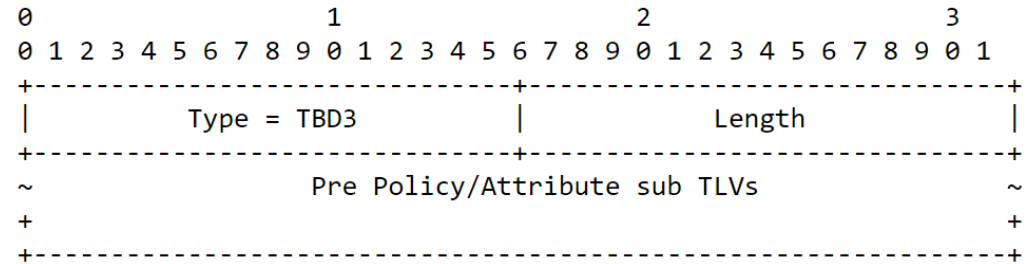 0                   1                   2                   3
0 1 2 3 4 5 6 7 8 9 0 1 2 3 4 5 6 7 8 9 0 1 2 3 4 5 6 7 8 9 0 1
+-------------------------------+-------------------------------+
|          Type = TBD3          |            Length             |
+-------------------------------+-------------------------------+
~                  Pre Policy/Attribute sub TLVs                ~
+                                                               +
+---------------------------------------------------------------+